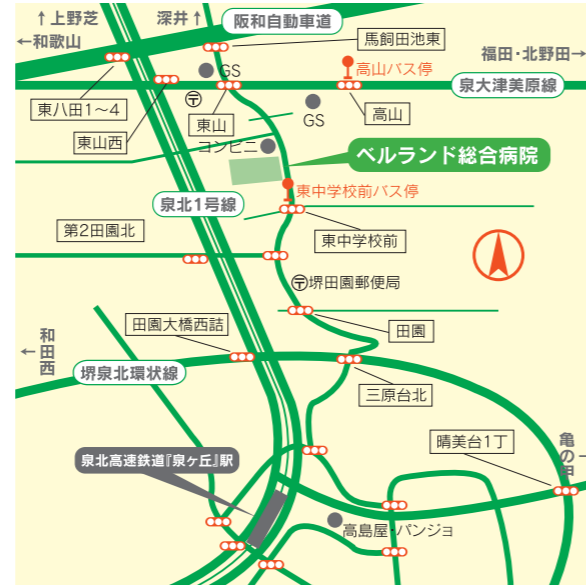 ↑上野芝
深井↑
阪和自動車道
馬飼田池東
←和歌山
福田・北野田→
GS
高山バス停
泉大津美原線
東八田1〜4
〒
東山
GS
高山
東山西
コンビニ
ベルランド総合病院
東中学校前バス停
泉北1号線
第2田園北
東中学校前
〒堺田園郵便局
田園大橋西詰
田園
←和田西
堺泉北環状線
三原台北
晴美台1丁
亀の甲→
泉北高速鉄道『泉ヶ丘』駅
高島屋・パンジョ